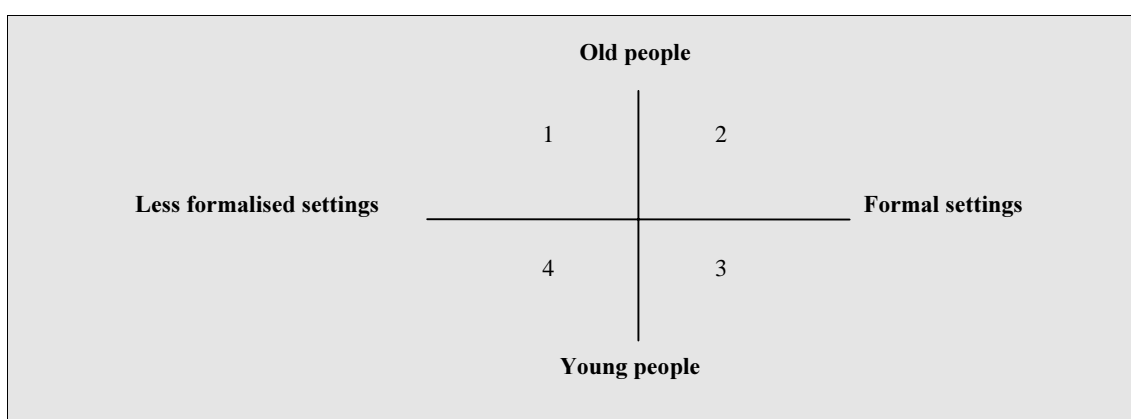 Old people
1 2
Less formalised settings Formal settings
4 3
Young people